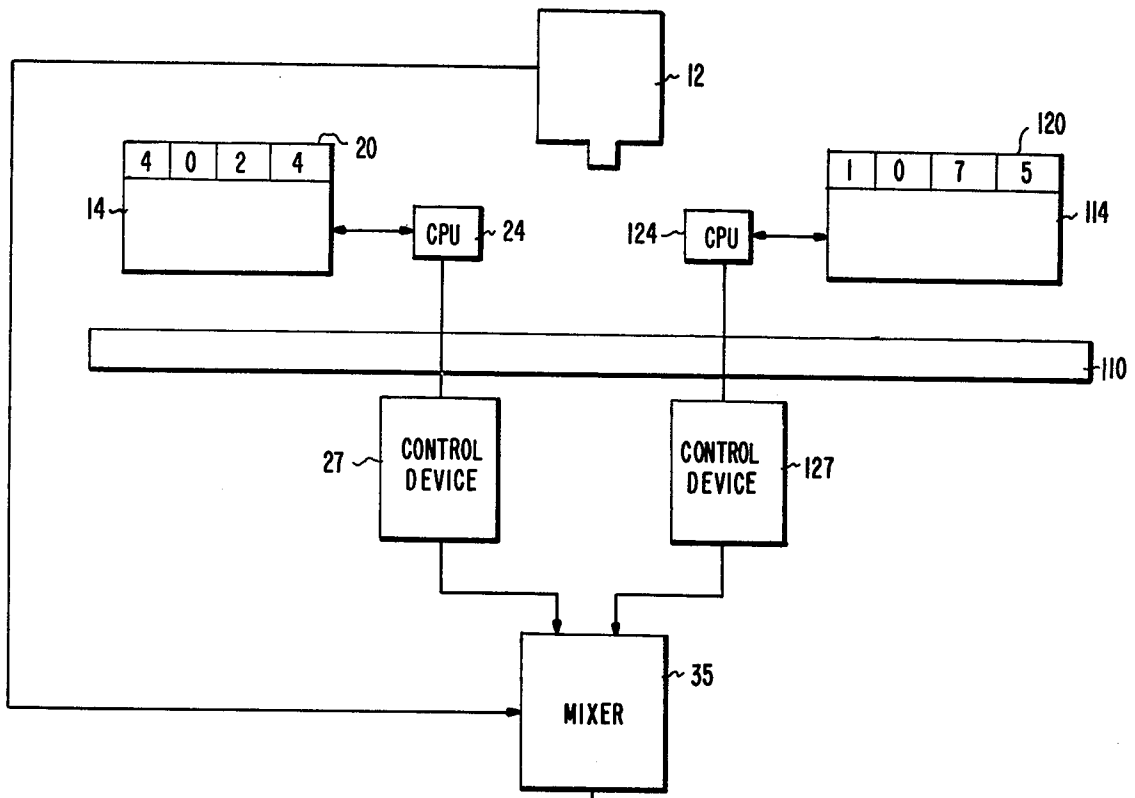 12
20
120
4 0 2 4
1 0 7 5
14
114
CPU
24
124
CPU
110
27
CONTROL
DEVICE
CONTROL
DEVICE
127
35
MIXER